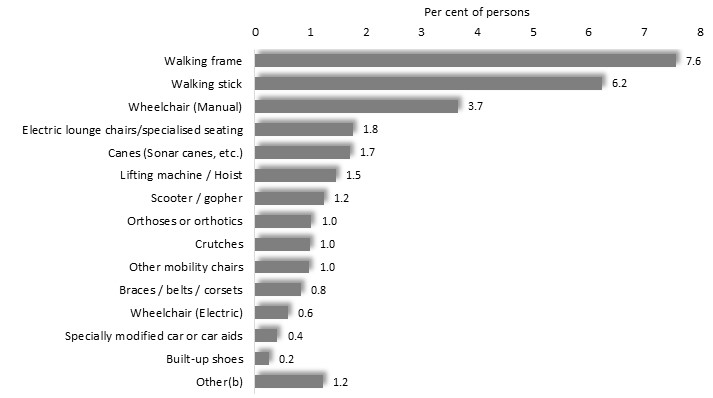 Per cent of persons
0 1 2 3 4 5 6 7 8
Walking frame 7.6
Walking stick 6.2
Wheelchair (Manual) 3.7
Electric lounge chairs/specialised seating 1.8
Canes (Sonar canes, etc.) 1.7
Lifting machine / Hoist 1.5
Scooter / gopher 1.2
Orthoses or orthotics 1.0
Crutches 1.0
Other mobility chairs 1.0
Braces / belts / corsets 0.8
Wheelchair (Electric) 0.6
Specially modified car or car aids 0.4
Built-up shoes 0.2
Other(b) 1.2